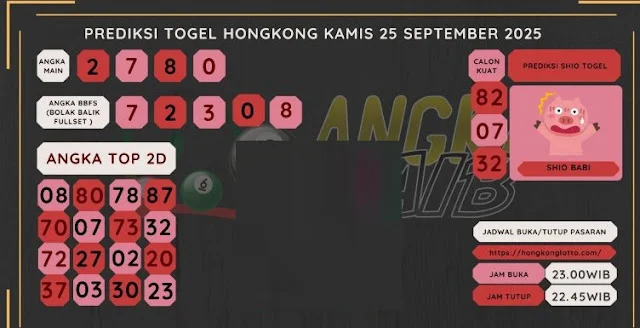 PREDIKSI TOGEL HONGKONG KAMIS 25 SEPTEMBER 2025
ANGKA MAIN
2 7 8 0
ANGKA BBFS
(BOLAK BALIK
FULLSET )
7 2 3 0 8
ANGKA TOP 2D
08 80 78 87
70 07 73 32
72 27 02 20
37 03 30 23
CALON
KUAT
82
07
32
PREDIKSI SHIO TOGEL
SHIO BABI
JADWAL BUKA/TUTUP PASARAN
https://hongkonglotto.com/
JAM BUKA 23.00WIB
JAM TUTUP 22.45WIB